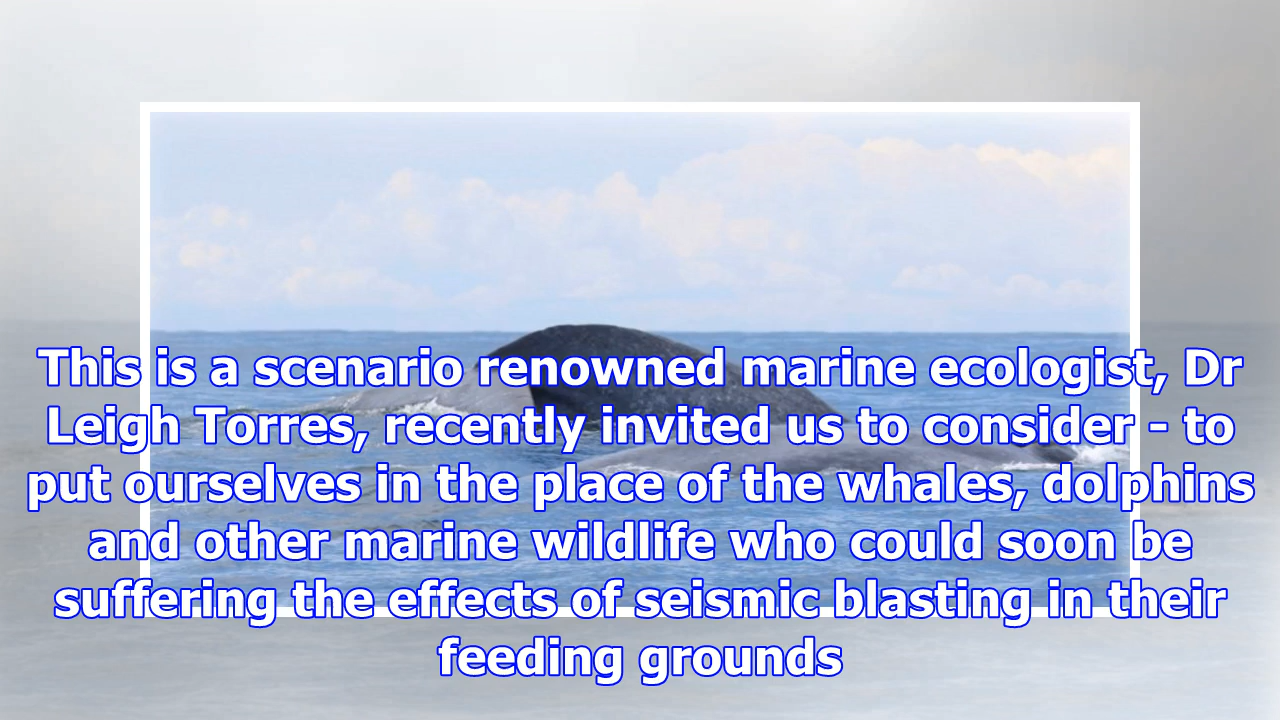 This is a scenario renowned marine ecologist, Dr
Leigh Torres, recently invited us to consider - to
put ourselves in the place of the whales, dolphins
and other marine wildlife who could soon be
suffering the effects of seismic blasting in their
feeding grounds